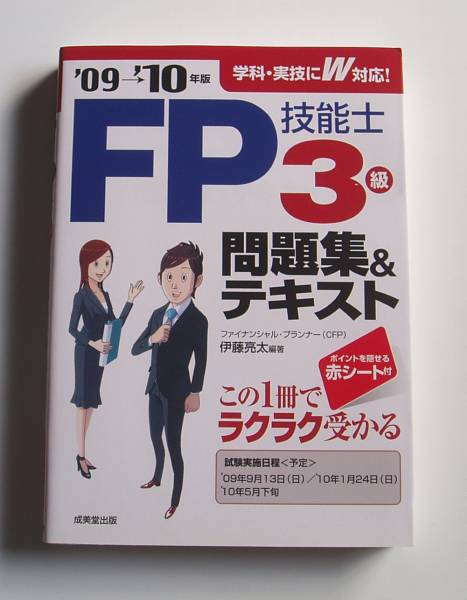 '09→'10年版
学科・実技にW対応!
FP技能士
3級
問題集&
テキスト
ファイナンシャル・プランナー(CFP)
伊藤亮太編著
ポイントを隠せる
赤シート付
この1冊で
ラクラク受かる
試験実施日程<予定>
'09年9月13日(日)/'10年1月24日(日)
'10年5月下旬
成美堂出版